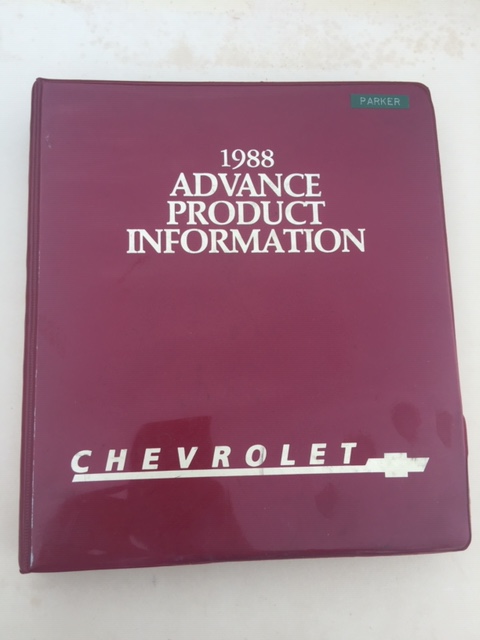 PARKER
1988
ADVANCE
PRODUCT
INFORMATION
CHEVROLET